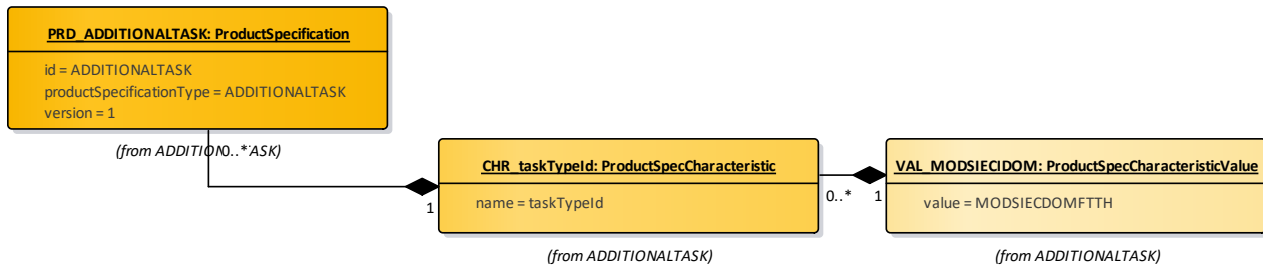 PRD_ADDITIONALTASK: ProductSpecification
id = ADDITIONALTASK
productSpecificationType = ADDITIONALTASK
version = 1
(from ADDITION0..*ASK)
CHR_taskTypeId: ProductSpecCharacteristic
name = taskTypeId
(from ADDITIONALTASK)
1
0..*
1
VAL_MODSIECIDOM: ProductSpecCharacteristicValue
value = MODSIECDOMFTTH
(from ADDITIONALTASK)